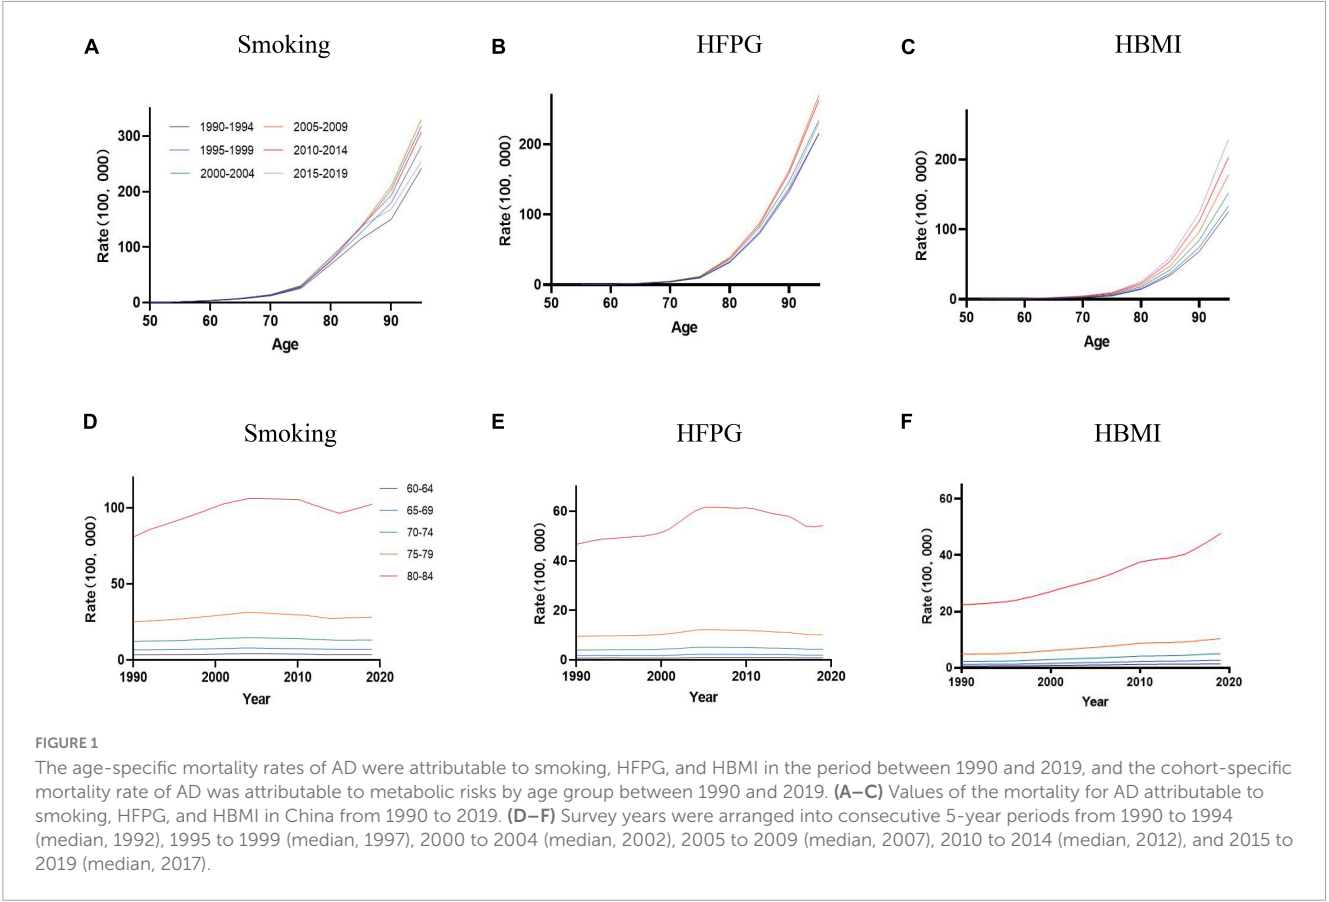 A
Smoking
B
HFPG
C
HBMI
Rate(100, 000)
300
200
100
0
50
60
70
80
90
Age
1990-1994
2005-2009
1995-1999
2010-2014
2000-2004
2015-2019
Rate(100, 000)
200
100
0
50
60
70
80
90
Age
Rate(100, 000)
200
100
0
50
60
70
80
90
Age
D
Smoking
E
HFPG
F
HBMI
Rate(100, 000)
100
50
0
1990
2000
2010
2020
Year
60-64
65-69
70-74
75-79
80-84
Rate(100, 000)
60
40
20
0
1990
2000
2010
2020
Year
Rate(100, 000)
60
40
20
0
1990
2000
2010
2020
Year
FIGURE 1
The age-specific mortality rates of AD were attributable to smoking, HFPG, and HBMI in the period between 1990 and 2019, and the cohort-specific
mortality rate of AD was attributable to metabolic risks by age group between 1990 and 2019. (A–C) Values of the mortality for AD attributable to
smoking, HFPG, and HBMI in China from 1990 to 2019. (D–F) Survey years were arranged into consecutive 5-year periods from 1990 to 1994
(median, 1992), 1995 to 1999 (median, 1997), 2000 to 2004 (median, 2002), 2005 to 2009 (median, 2007), 2010 to 2014 (median, 2012), and 2015 to
2019 (median, 2017).